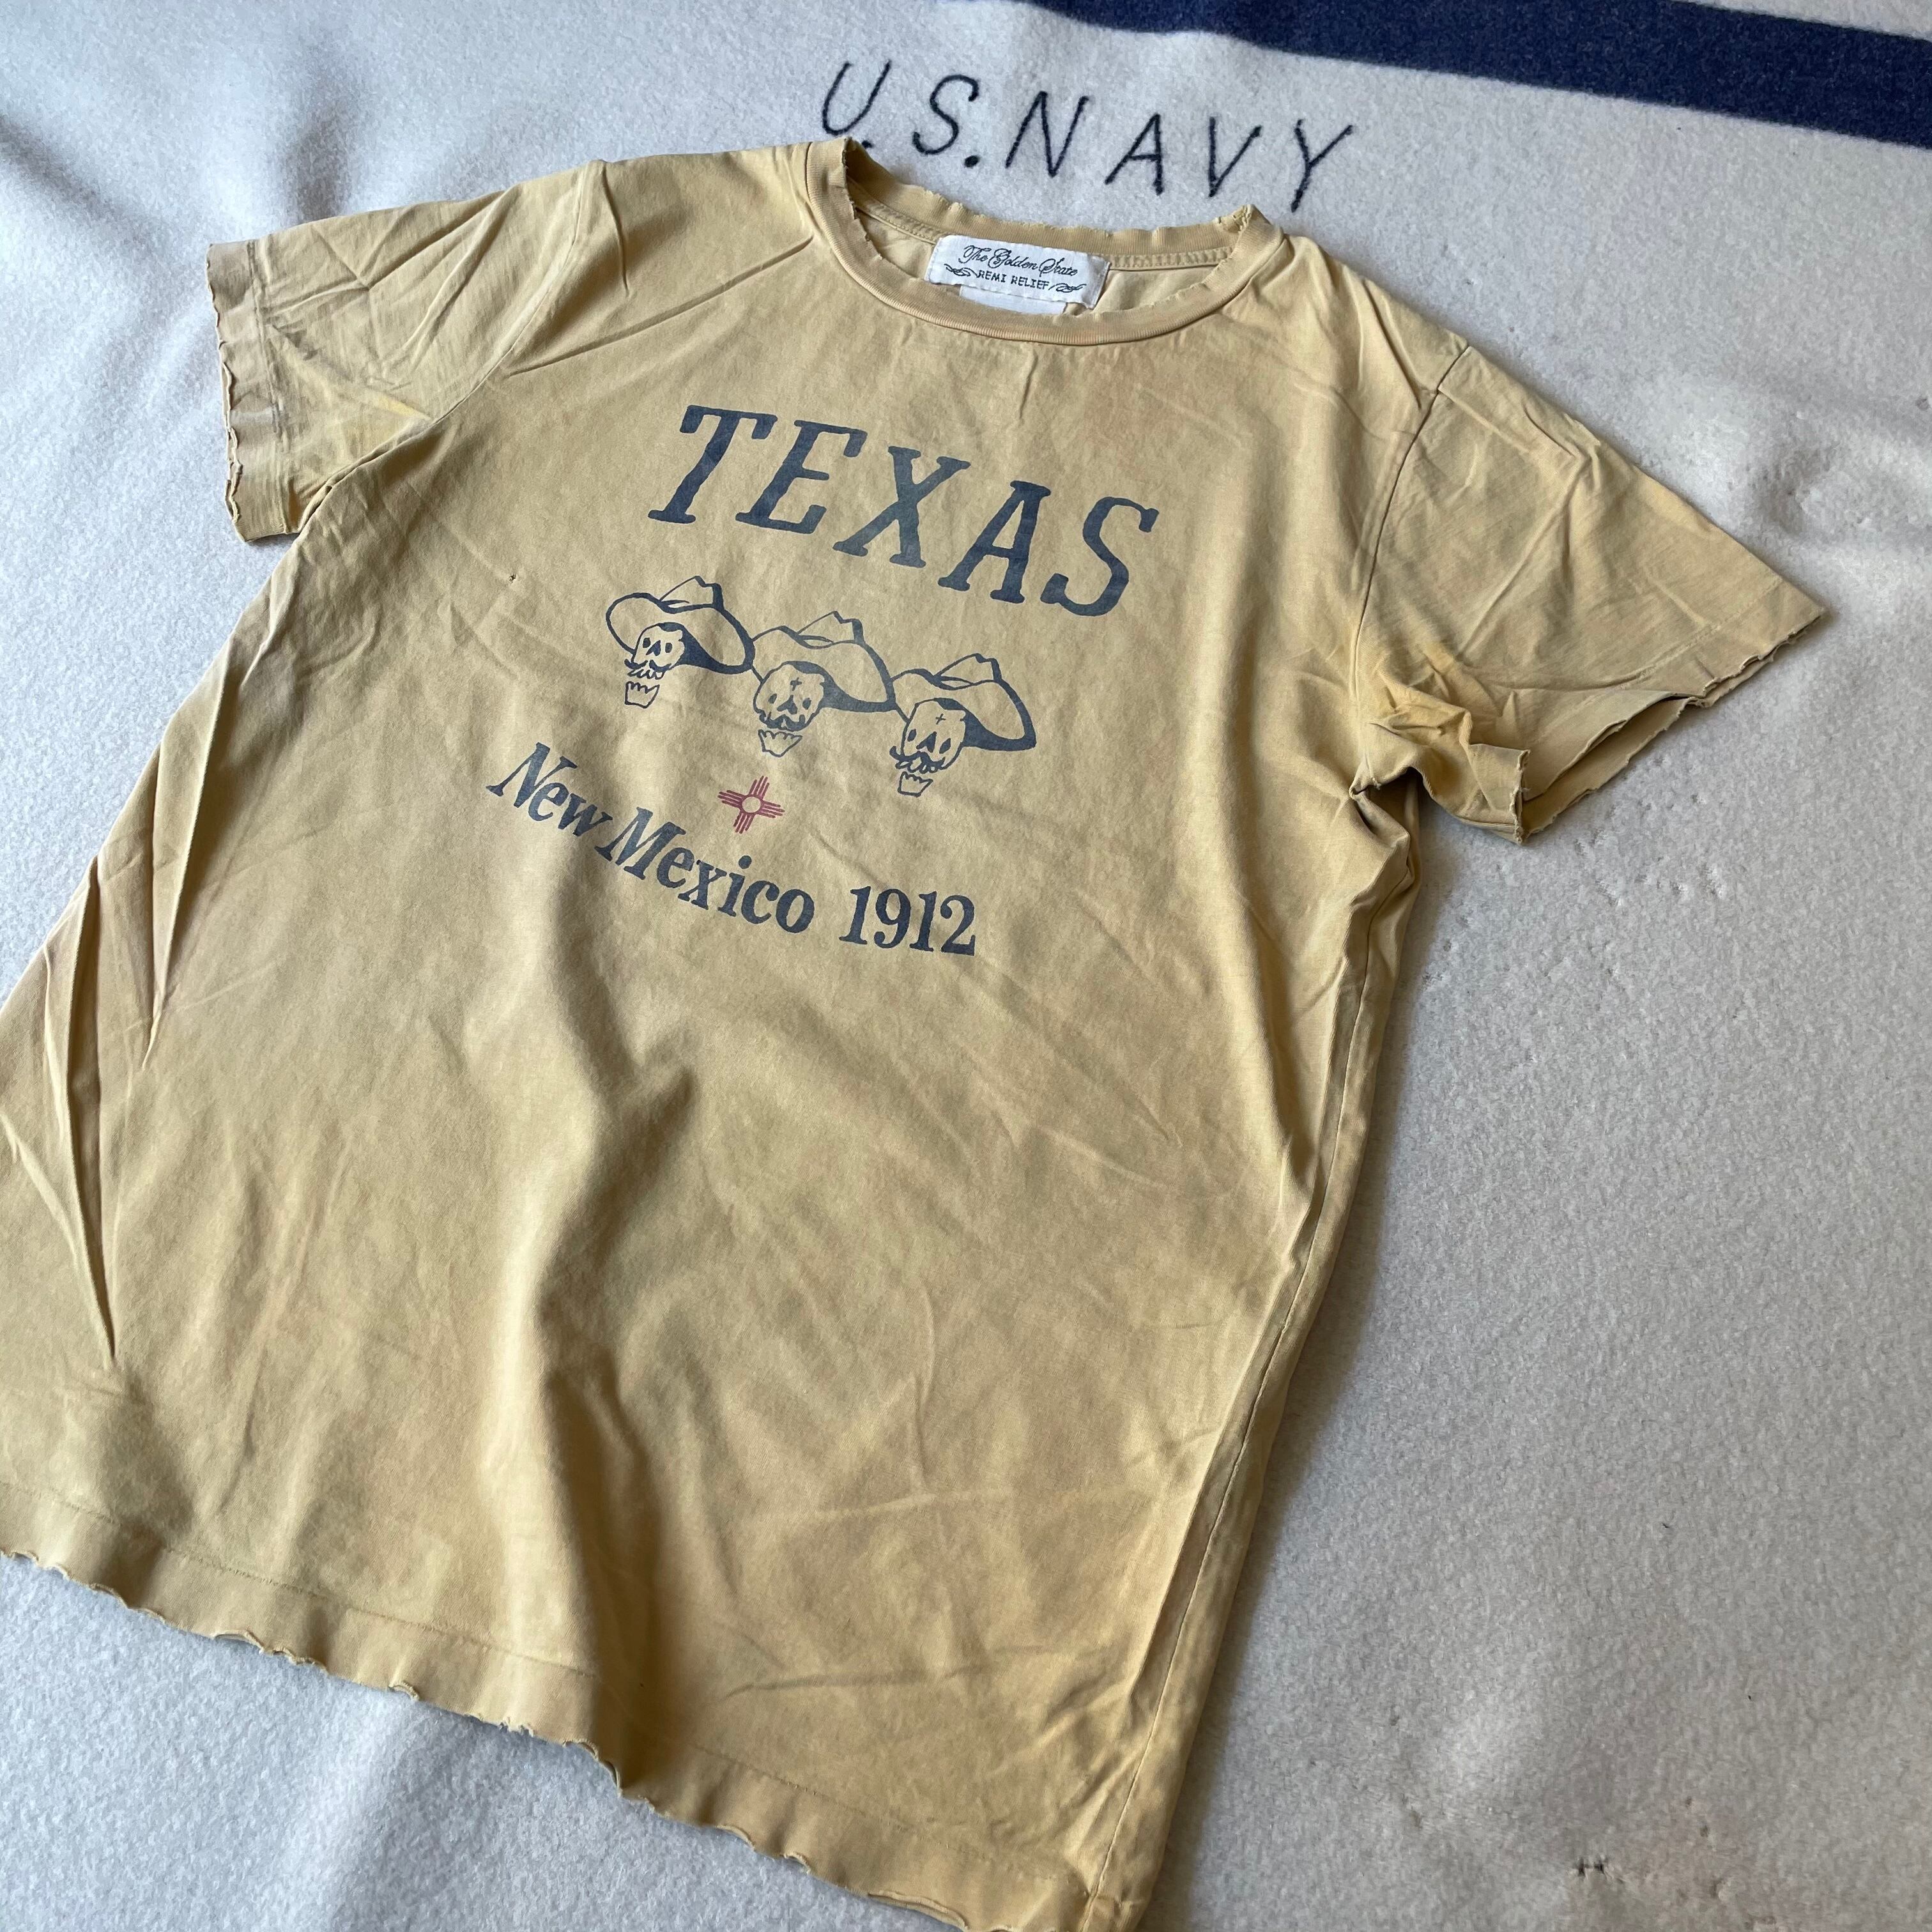 U.S.NAVY
The Golden State
REMI RELIEF
TEXAS
New Mexico 1912